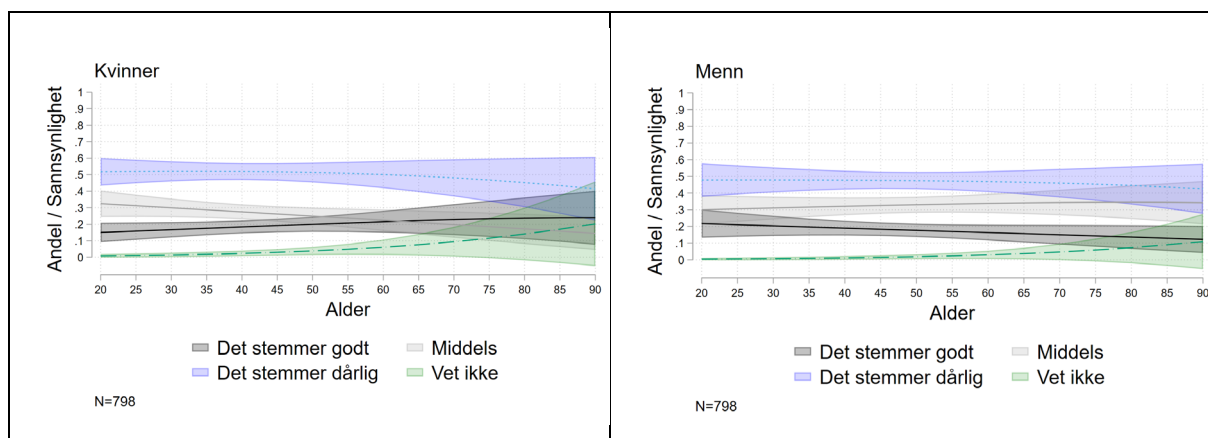 Kvinner
Andel / Sannsynlighet
1
.9
.8
.7
.6
.5
.4
.3
.2
.1
0
20 25 30 35 40 45 50 55 60 65 70 75 80 85 90
Alder
Det stemmer godt Middels
Det stemmer dårlig Vet ikke
N=798
Menn
Andel / Sannsynlighet
1
.9
.8
.7
.6
.5
.4
.3
.2
.1
0
20 25 30 35 40 45 50 55 60 65 70 75 80 85 90
Alder
Det stemmer godt Middels
Det stemmer dårlig Vet ikke
N=798